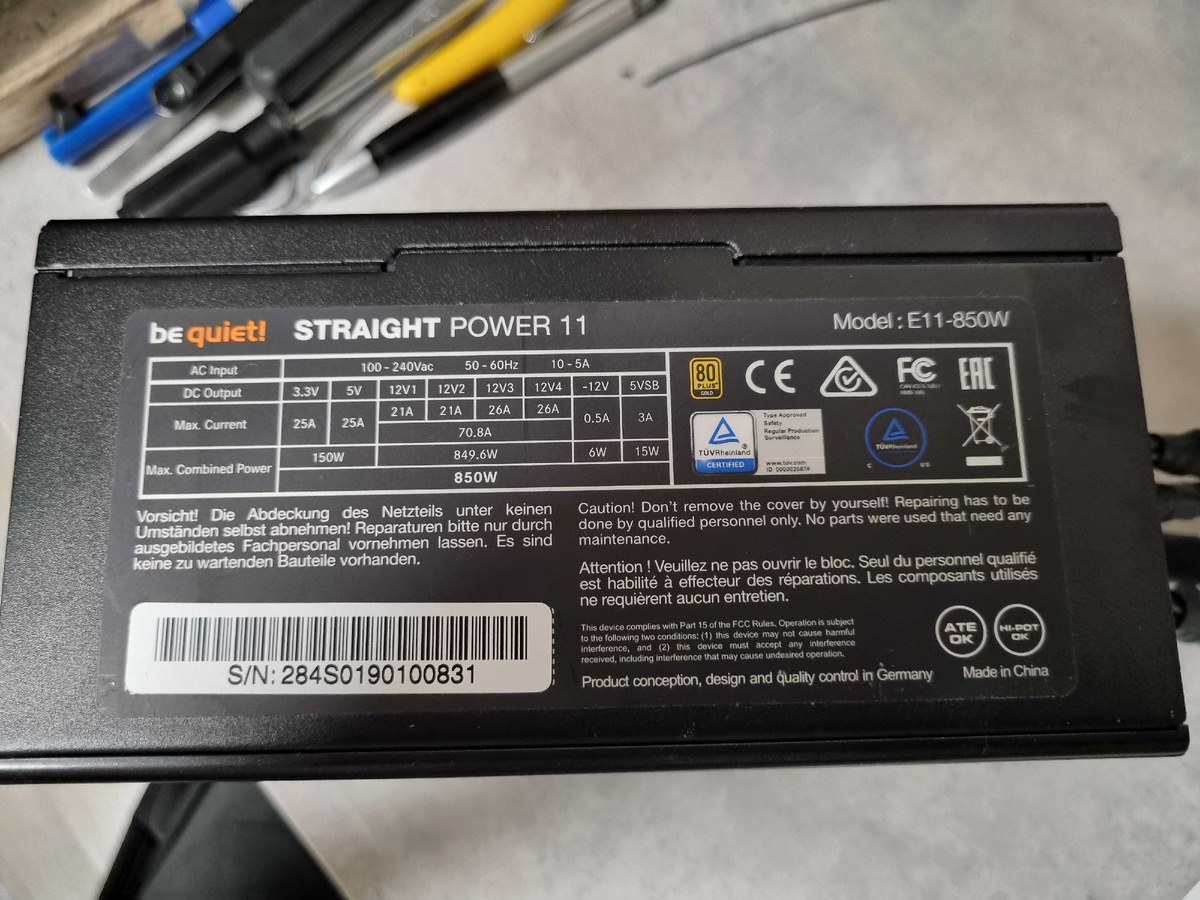 be quiet! STRAIGHT POWER 11
Model : E11-850W
AC Input 100 - 240Vac 50 - 60Hz 10 - 5A
DC Output 3.3V 5V 12V1 12V2 12V3 12V4 -12V 5VSB
Max. Current 25A 25A 21A 21A 26A 26A 0.5A 3A
70.8A
Max. Combined Power 150W 849.6W 6W 15W
850W
80
PLUS
GOLD
CE
FC
EAC
TÜVRheinland
CERTIFIED
Type Approved
Safety
Regular Production
Surveillance
www.tuv.com
TÜVRheinland
C US
Vorsicht! Die Abdeckung des Netzteils unter keinen
Umständen selbst abnehmen! Reparaturen bitte nur durch
ausgebildetes Fachpersonal vornehmen lassen. Es sind
keine zu wartenden Bauteile vorhanden.
Caution! Don't remove the cover by yourself! Repairing has to be
done by qualified personnel only. No parts were used that need any
maintenance.
Attention ! Veuillez ne pas ouvrir le bloc. Seul du personnel qualifié
est habilité à effecteur des réparations. Les composants utilisés
ne requièrent aucun entretien.
This device complies with Part 15 of the FCC Rules. Operation is subject
to the following two conditions: (1) this device may not cause harmful
interference, and (2) this device must accept any interference
received, including interference that may cause undesired operation.
ATE
OK
HI-POT
OK
Product conception, design and quality control in Germany
Made in China
S/N: 284S0190100831